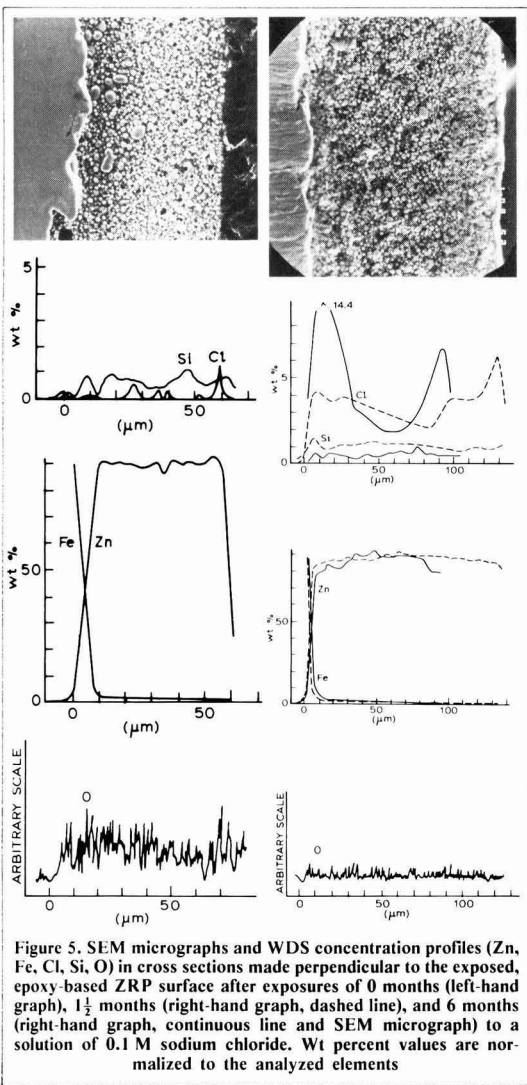 5
wt %
0
Si
Cl
0
50
(μm)
14.4
wt %
5
Cl
Si
0
0
100
(μm)
Fe
Zn
wt %
50
0
0
50
(μm)
wt %
50
Zn
Fe
0
0
100
(μm)
ARBITRARY SCALE
O
0
50
(μm)
ARBITRARY SCALE
O
0
50
100
(μm)
Figure 5. SEM micrographs and WDS concentration profiles (Zn,
Fe, Cl, Si, O) in cross sections made perpendicular to the exposed,
epoxy-based ZRP surface after exposures of 0 months (left-hand
graph), 1½ months (right-hand graph, dashed line), and 6 months
(right-hand graph, continuous line and SEM micrograph) to a
solution of 0.1 M sodium chloride. Wt percent values are nor-
malized to the analyzed elements